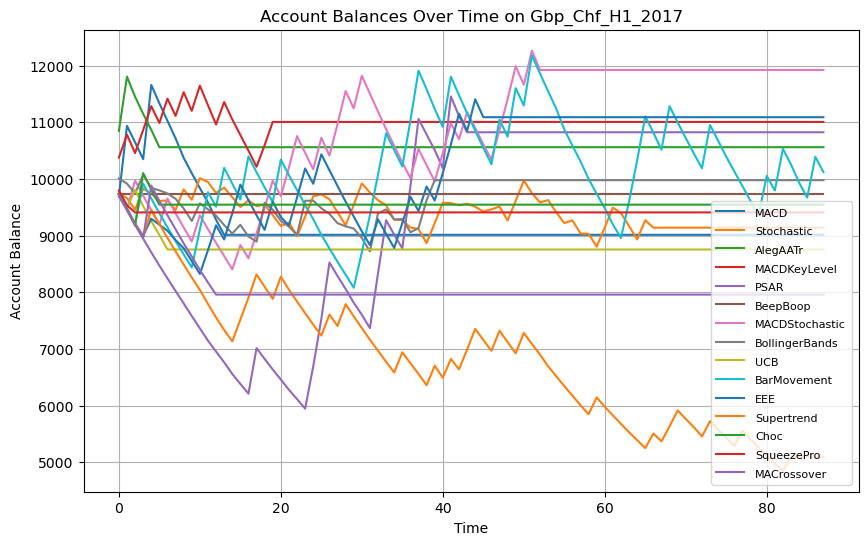 Account Balances Over Time on Gbp_Chf_H1_2017
Account Balance
12000
11000
10000
9000
8000
7000
6000
5000
0
20
40
60
80
Time
MACD
Stochastic
AlegAATr
MACDKeyLevel
PSAR
BeepBoop
MACDStochastic
BollingerBands
UCB
BarMovement
EEE
Supertrend
Choc
SqueezePro
MACrossover